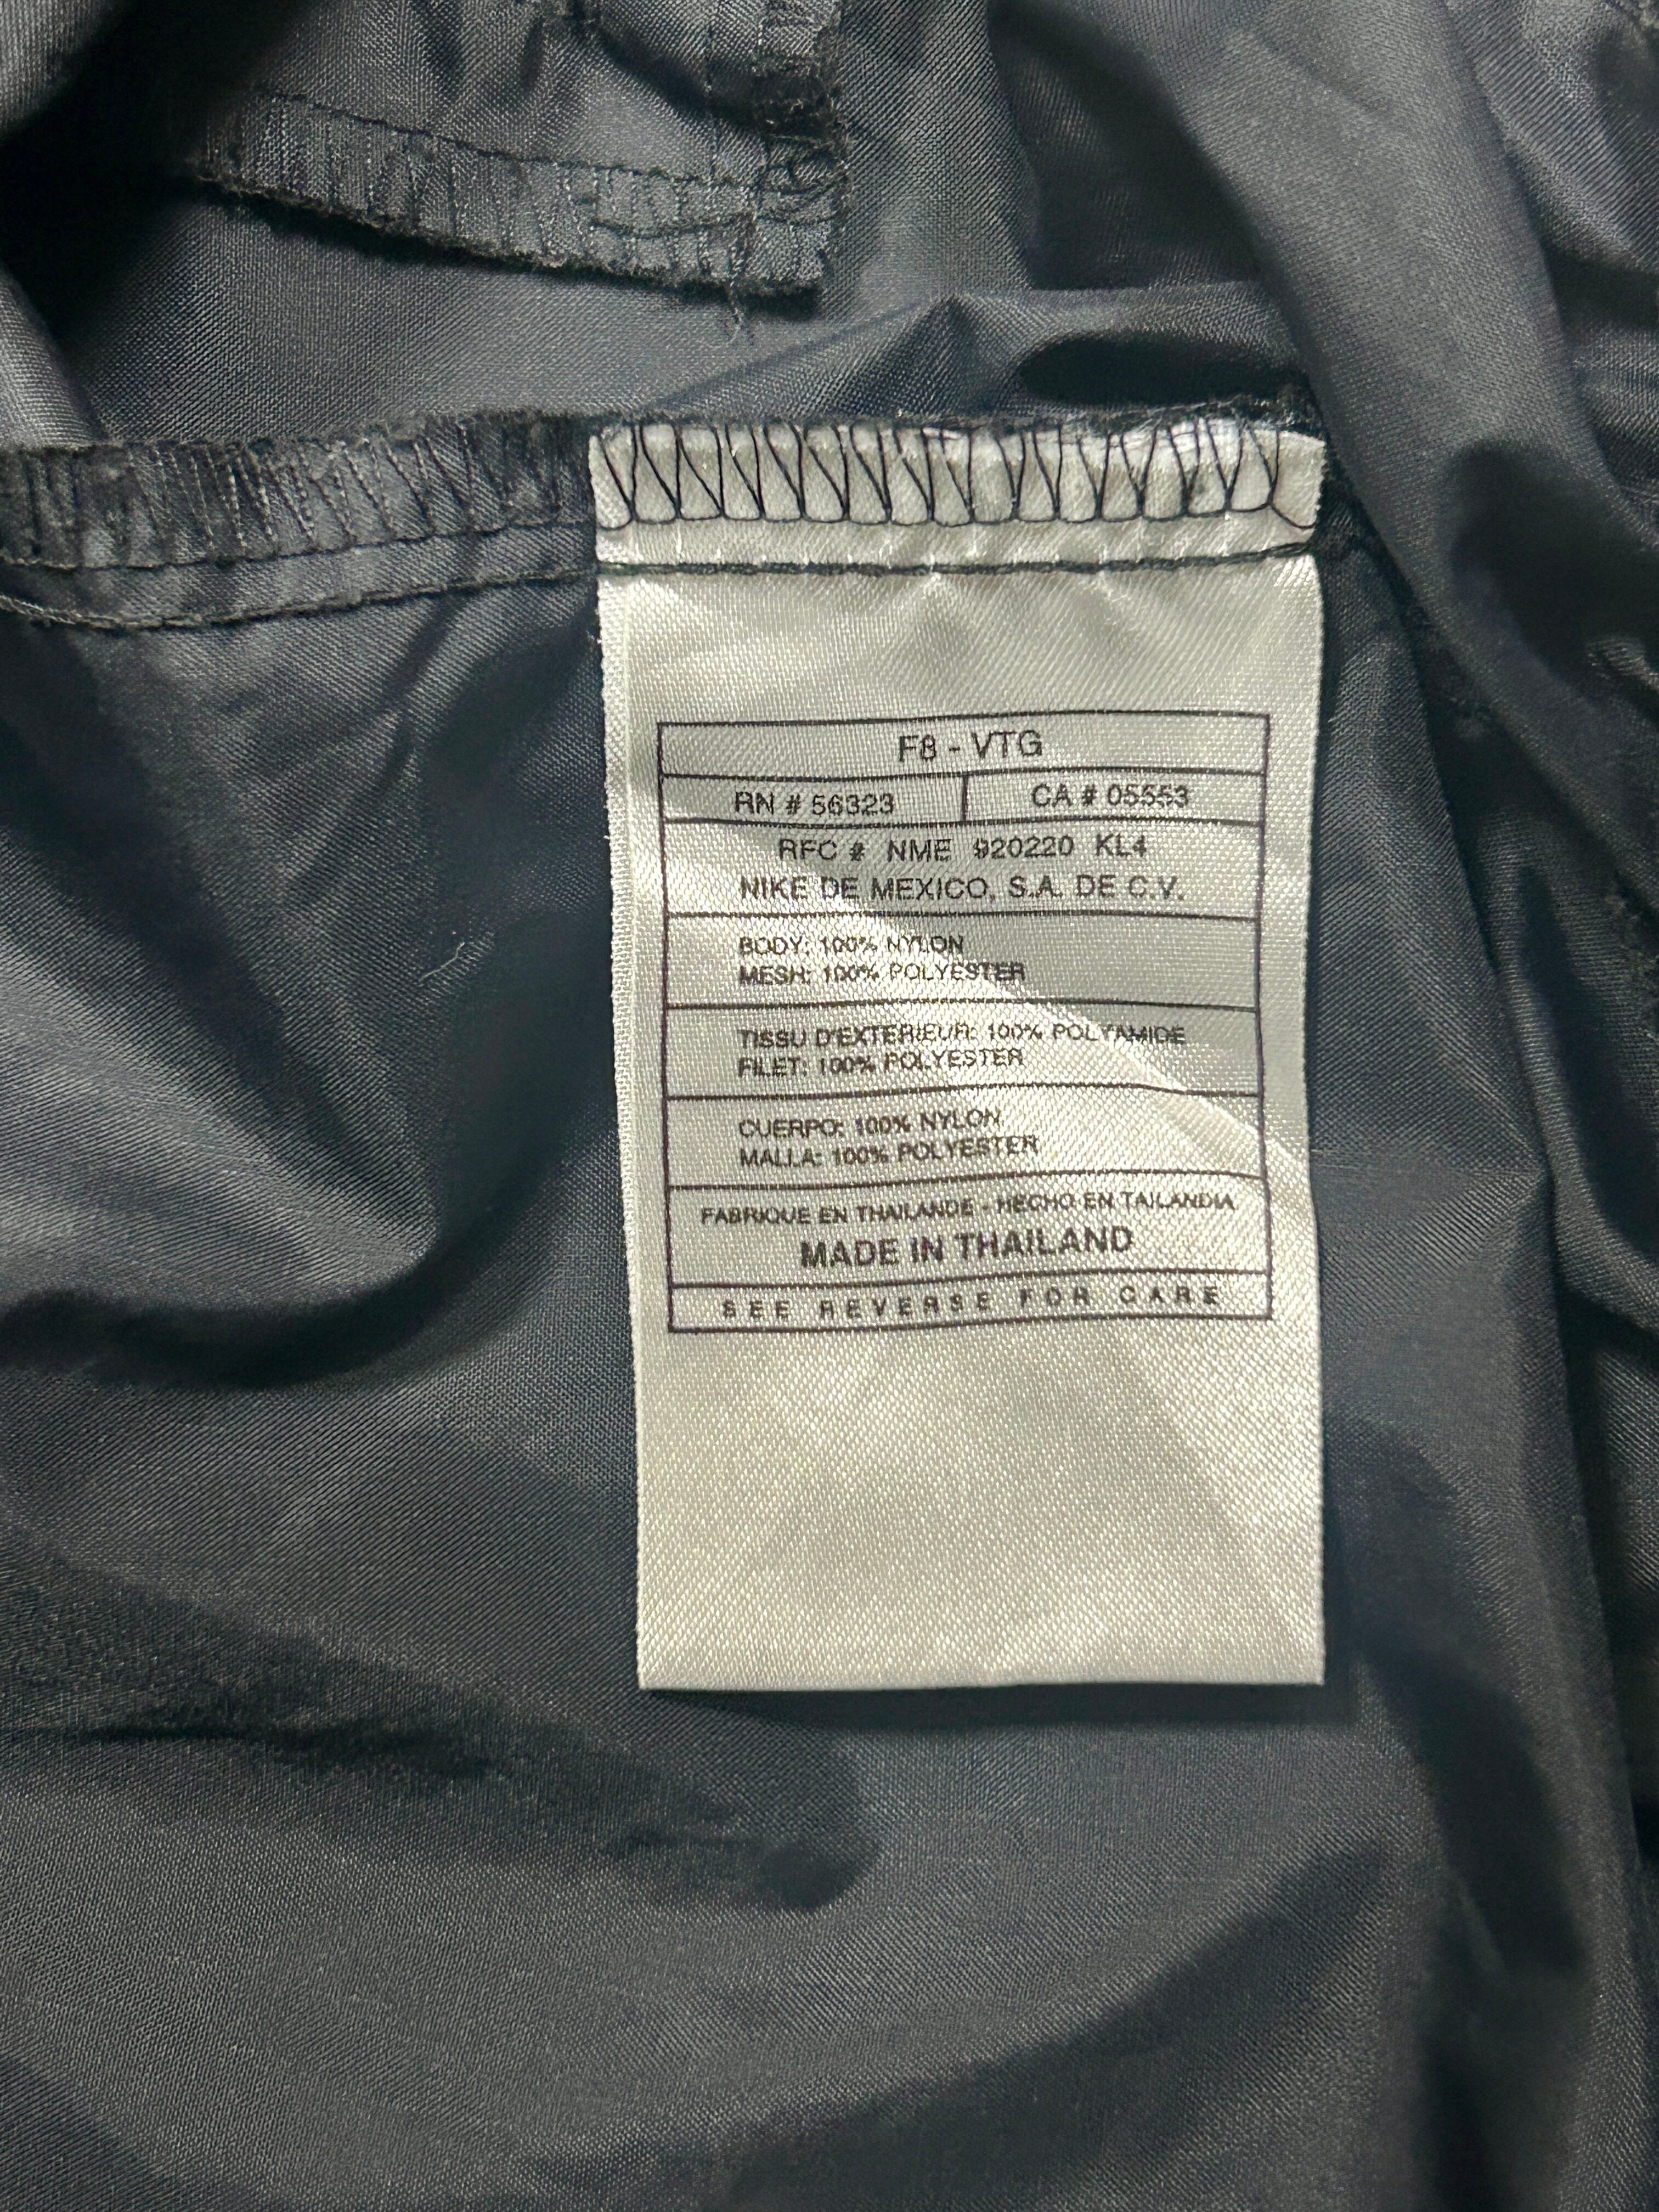 F8 - VTG
RN # 56323 CA # 05553
RFC # NME 920220 KL4
NIKE DE MEXICO, S.A. DE C.V.
BODY: 100% NYLON
MESH: 100% POLYESTER
TISSU D'EXTERIEUR: 100% POLYAMIDE
FILET: 100% POLYESTER
CUERPO: 100% NYLON
MALLA: 100% POLYESTER
FABRIQUE EN THAILANDE - HECHO EN TAILANDIA
MADE IN THAILAND
SEE REVERSE FOR CARE